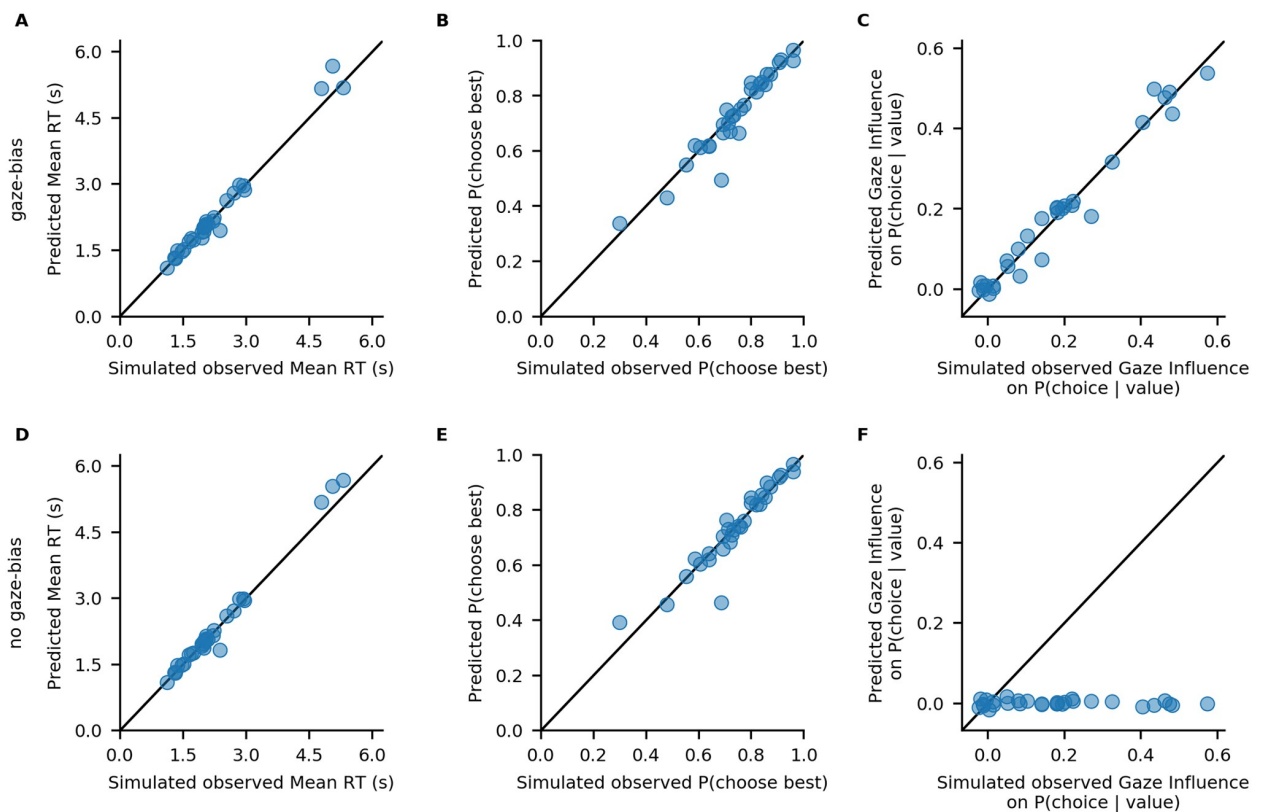 A
gaze-bias
Predicted Mean RT (s)
6.0
4.5
3.0
1.5
0.0
0.0 1.5 3.0 4.5 6.0
Simulated observed Mean RT (s)
B
Predicted P(choose best)
1.0
0.8
0.6
0.4
0.2
0.0
0.0 0.2 0.4 0.6 0.8 1.0
Simulated observed P(choose best)
C
Predicted Gaze Influence
on P(choice | value)
0.6
0.4
0.2
0.0
0.0 0.2 0.4 0.6
Simulated observed Gaze Influence
on P(choice | value)
D
no gaze-bias
Predicted Mean RT (s)
6.0
4.5
3.0
1.5
0.0
0.0 1.5 3.0 4.5 6.0
Simulated observed Mean RT (s)
E
Predicted P(choose best)
1.0
0.8
0.6
0.4
0.2
0.0
0.0 0.2 0.4 0.6 0.8 1.0
Simulated observed P(choose best)
F
Predicted Gaze Influence
on P(choice | value)
0.6
0.4
0.2
0.0
0.0 0.2 0.4 0.6
Simulated observed Gaze Influence
on P(choice | value)